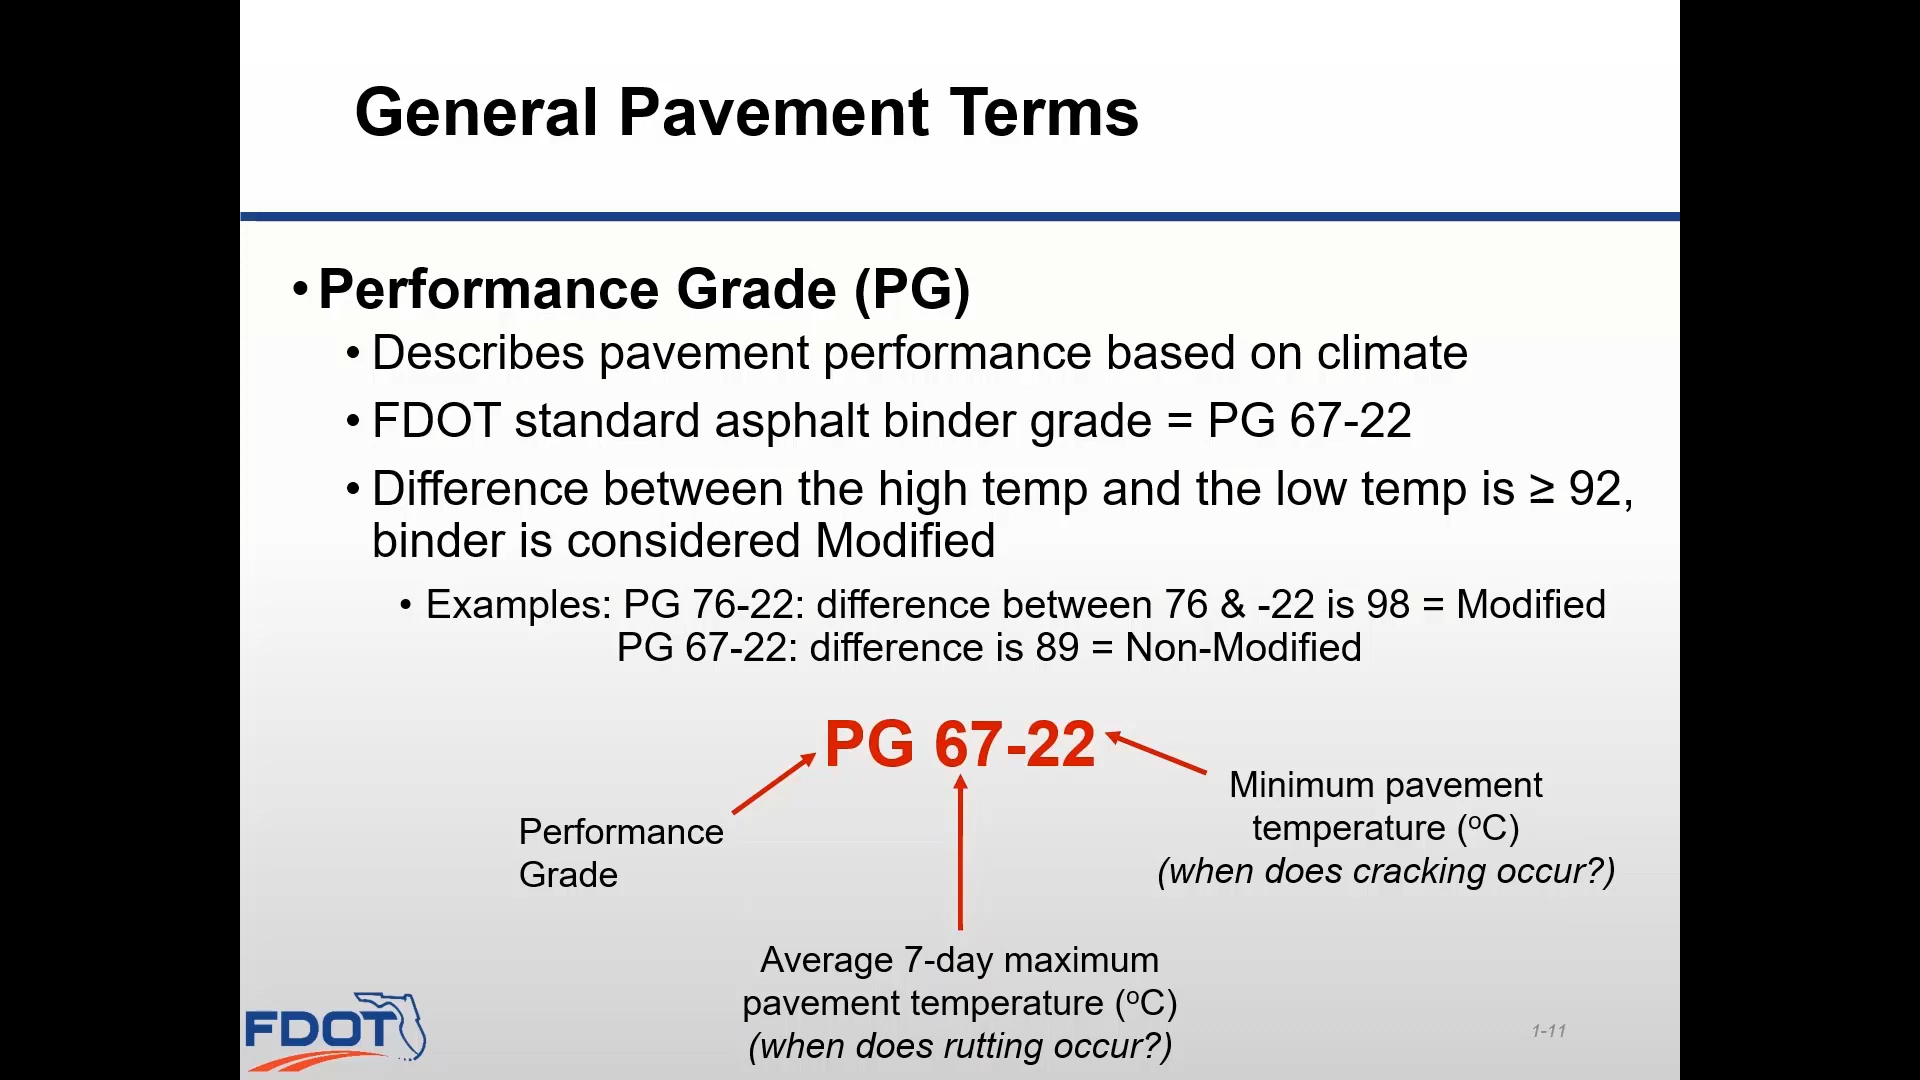 General Pavement Terms
• Performance Grade (PG)
• Describes pavement performance based on climate
• FDOT standard asphalt binder grade = PG 67-22
• Difference between the high temp and the low temp is ≥ 92,
binder is considered Modified
• Examples: PG 76-22: difference between 76 & -22 is 98 = Modified
PG 67-22: difference is 89 = Non-Modified
PG 67-22
Performance
Grade
Minimum pavement
temperature (ºC)
(when does cracking occur?)
Average 7-day maximum
pavement temperature (ºC)
(when does rutting occur?)
FDOT
1-11